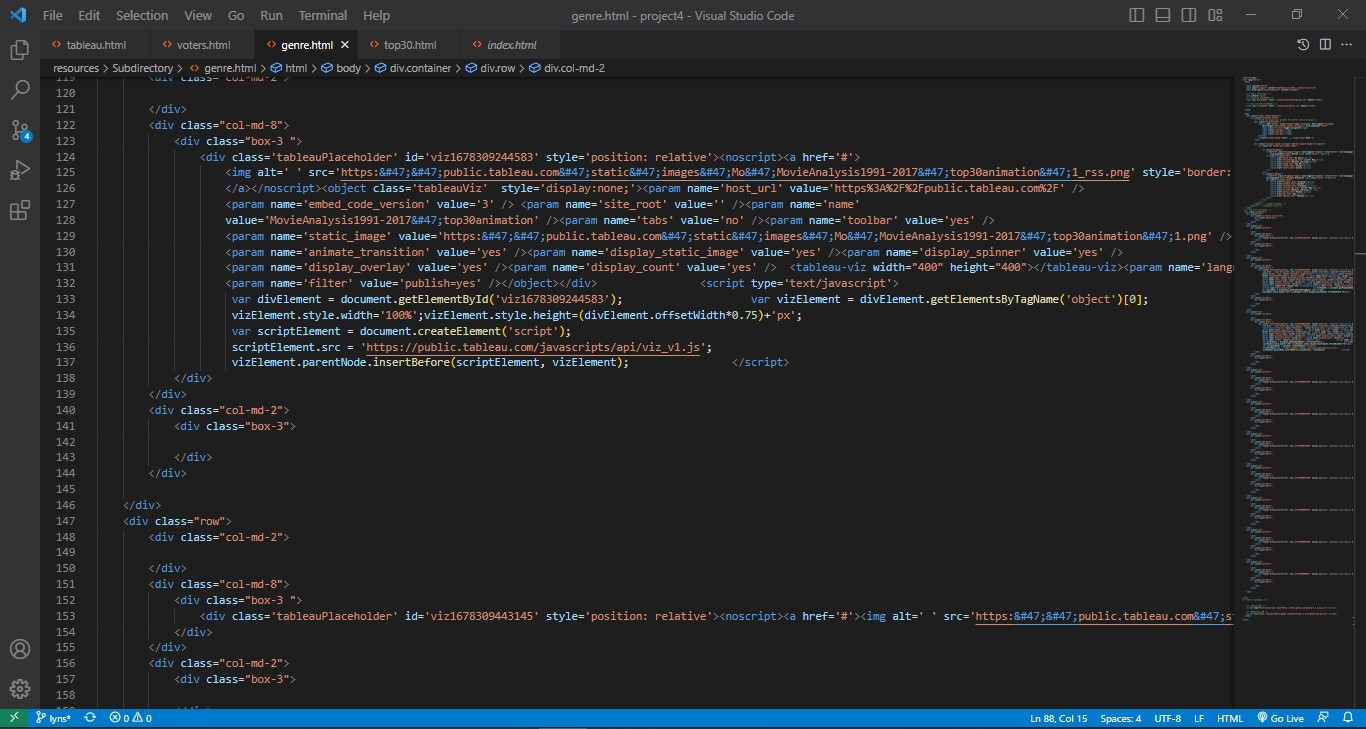 File Edit Selection View Go Run Terminal Help genre.html - project4 - Visual Studio Code
tableau.html voters.html genre.html top30.html index.html
resources > Subdirectory > genre.html > html > body > div.container > div.row > div.col-md-2
119 <div class="col-md-2">
120
121 </div>
122 <div class="col-md-8">
123 <div class="box-3 ">
124 <div class='tableauPlaceholder' id='viz1678309244583' style='position: relative'><noscript><a href='#'>
125 <img alt=' ' src='https:&#47;&#47;public.tableau.com&#47;static&#47;images&#47;Mo&#47;MovieAnalysis1991-2017&#47;top30animation&#47;1_rss.png' style='border:
126 </a></noscript><object class='tableauViz'  style='display:none;'><param name='host_url' value='https%3A%2F%2Fpublic.tableau.com%2F' />
127 <param name='embed_code_version' value='3' /> <param name='site_root' value='' /><param name='name'
128 value='MovieAnalysis1991-2017&#47;top30animation' /><param name='tabs' value='no' /><param name='toolbar' value='yes' />
129 <param name='static_image' value='https:&#47;&#47;public.tableau.com&#47;static&#47;images&#47;Mo&#47;MovieAnalysis1991-2017&#47;top30animation&#47;1.png' />
130 <param name='animate_transition' value='yes' /><param name='display_static_image' value='yes' /><param name='display_spinner' value='yes' />
131 <param name='display_overlay' value='yes' /><param name='display_count' value='yes' />  <tableau-viz width="400" height="400"></tableau-viz><param name='lang
132 <param name='filter' value='publish=yes' /></object></div> <script type='text/javascript'>
133 var divElement = document.getElementById('viz1678309244583'); var vizElement = divElement.getElementsByTagName('object')[0];
134 vizElement.style.width='100%';vizElement.style.height=(divElement.offsetWidth*0.75)+'px';
135 var scriptElement = document.createElement('script');
136 scriptElement.src = 'https://public.tableau.com/javascripts/api/viz_v1.js';
137 vizElement.parentNode.insertBefore(scriptElement, vizElement); </script>
138 </div>
139 </div>
140 <div class="col-md-2">
141 <div class="box-3">
142
143 </div>
144 </div>
145
146 </div>
147 <div class="row">
148 <div class="col-md-2">
149
150 </div>
151 <div class="col-md-8">
152 <div class="box-3 ">
153 <div class='tableauPlaceholder' id='viz1678309443145' style='position: relative'><noscript><a href='#'><img alt=' ' src='https:&#47;&#47;public.tableau.com&#47;s
154 </div>
155 </div>
156 <div class="col-md-2">
157 <div class="box-3">
158
4
lyns* 0 0 Ln 88, Col 15 Spaces: 4 UTF-8 LF HTML Go Live